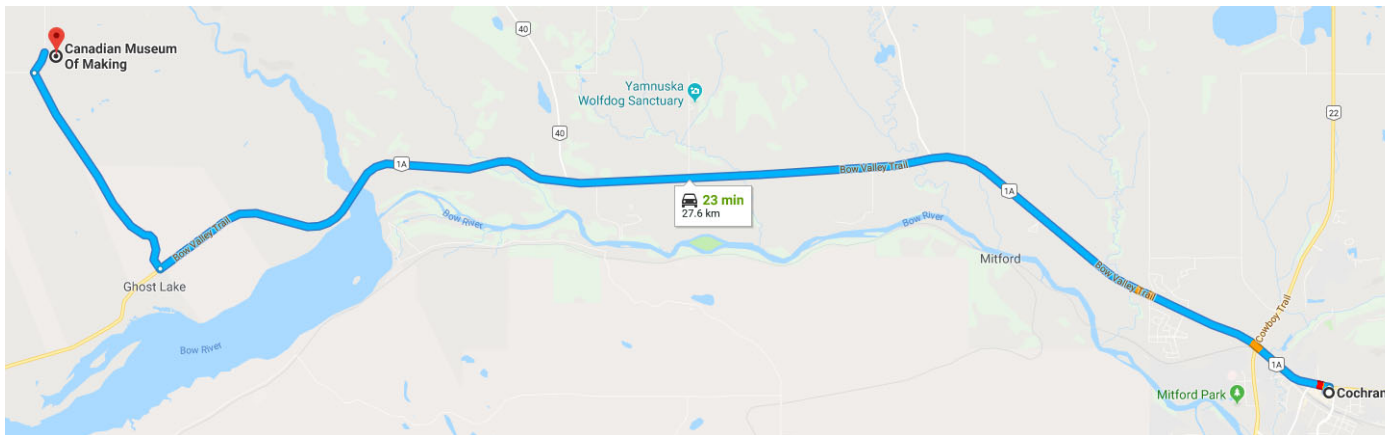 Canadian Museum
Of Making
40
22
Yamnuska
Wolfdog Sanctuary
40
1A
Bow Valley Trail
23 min
27.6 km
1A
Bow River
Bow River
Bow Valley Trail
Mitford
Ghost Lake
Bow Valley Trail
Cowboy Trail
Bow River
1A
Mitford Park
Cochran